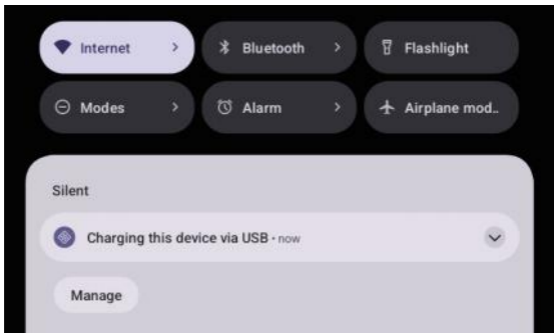 Internet
Bluetooth
Flashlight
Modes
Alarm
Airplane mod..
Silent
Charging this device via USB • now
Manage